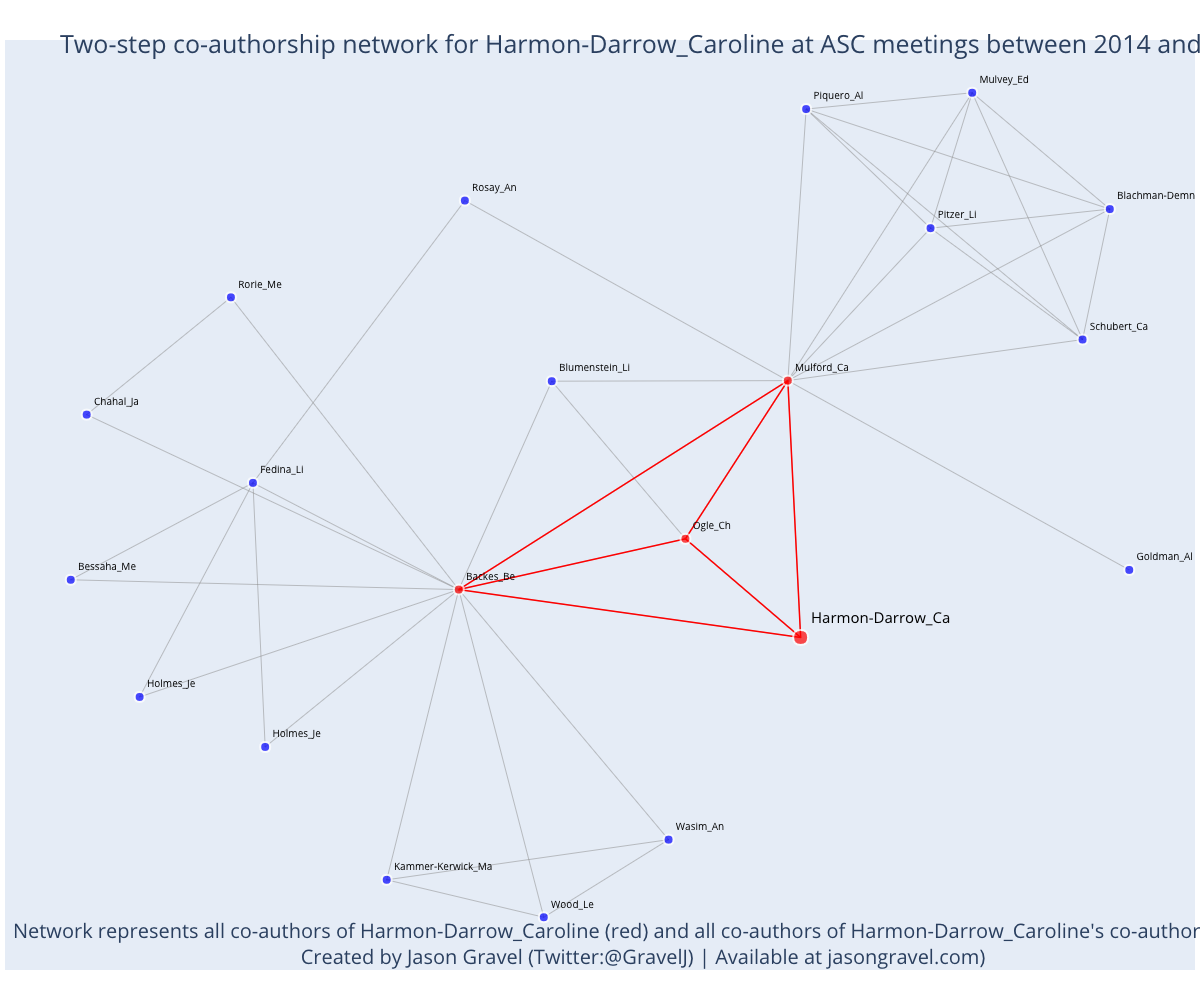 Two-step co-authorship network for Harmon-Darrow_Caroline at ASC meetings between 2014 and
Mulvey_Ed
Piquero_Al
Rosay_An
Blachman-Demn
Pitzer_Li
Rorie_Me
Schubert_Ca
Blumenstein_Li
Mulford_Ca
Chahal_Ja
Fedina_Li
Ogle_Ch
Goldman_Al
Bessaha_Me
Backes_Be
Harmon-Darrow_Ca
Holmes_Je
Holmes_Je
Wasim_An
Kammer-Kerwick_Ma
Wood_Le
Network represents all co-authors of Harmon-Darrow_Caroline (red) and all co-authors of Harmon-Darrow_Caroline's co-author
Created by Jason Gravel (Twitter:@GravelJ) | Available at jasongravel.com)